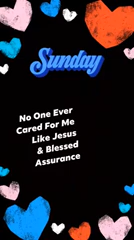 Sunday
No One Ever
Cared For Me
Like Jesus
& Blessed
Assurance